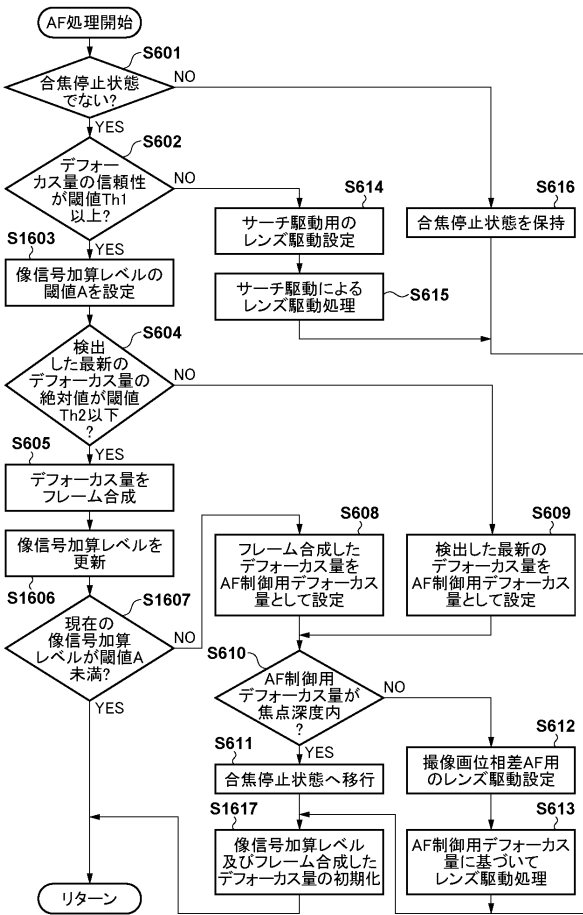 AF処理開始
S601
合焦停止状態
でない?
NO
YES
S602
デフォー
カス量の信頼性
が閾値Th1
以上?
NO
YES
S614
サーチ駆動用の
レンズ駆動設定
S616
合焦停止状態を保持
S1603
像信号加算レベルの
閾値Aを設定
サーチ駆動による
レンズ駆動処理
S615
S604
検出
した最新の
デフォーカス量の
絶対値が閾値
Th2以下
?
NO
YES
S605
デフォーカス量を
フレーム合成
像信号加算レベルを
更新
S1606
S608
フレーム合成した
デフォーカス量を
AF制御用デフォーカス
量として設定
S609
検出した最新の
デフォーカス量を
AF制御用デフォーカス
量として設定
S1607
現在の
像信号加算
レベルが閾値A
未満?
NO
YES
S610
AF制御用
デフォーカス量が
焦点深度内
?
NO
YES
S611
合焦停止状態へ移行
S612
撮像画位相差AF用
のレンズ駆動設定
S1617
像信号加算レベル
及びフレーム合成した
デフォーカス量の初期化
S613
AF制御用デフォーカス
量に基づいて
レンズ駆動処理
リターン